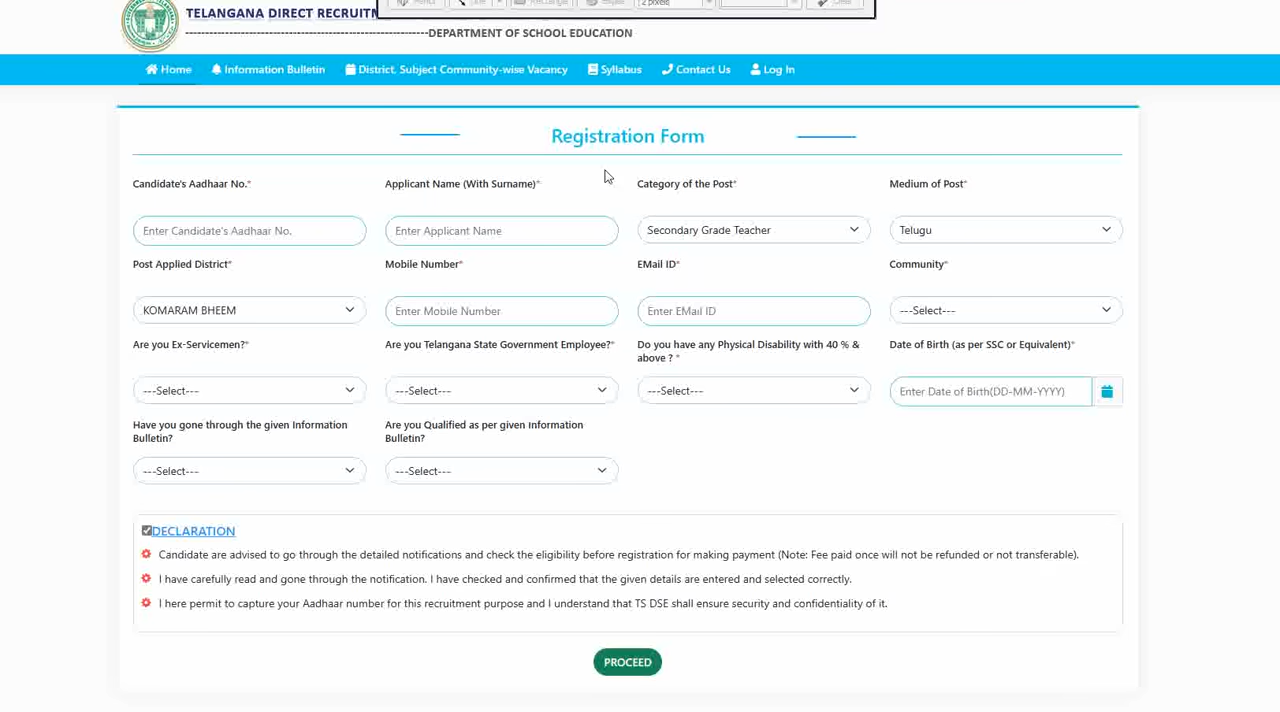 TELANGANA DIRECT
-----------------------------------------------------------DEPARTMENT OF SCHOOL EDUCATION
Home Information Bulletin District, Subject Community-wise Vacancy Syllabus Contact Us Log In
Registration Form
Candidate's Aadhaar No.* Applicant Name (With Surname)* Category of the Post* Medium of Post*
Enter Candidate's Aadhaar No. Enter Applicant Name Secondary Grade Teacher Telugu
Post Applied District* Mobile Number* EMail ID* Community*
KOMARAM BHEEM Enter Mobile Number Enter EMail ID ---Select---
Are you Ex-Servicemen?* Are you Telangana State Government Employee?* Do you have any Physical Disability with 40 % & Date of Birth (as per SSC or Equivalent)*
above ? *
---Select--- ---Select--- ---Select--- Enter Date of Birth(DD-MM-YYYY)
Have you gone through the given Information Are you Qualified as per given Information
Bulletin? Bulletin?
---Select--- ---Select---
DECLARATION
Candidate are advised to go through the detailed notifications and check the eligibility before registration for making payment (Note: Fee paid once will not be refunded or not transferable).
I have carefully read and gone through the notification. I have checked and confirmed that the given details are entered and selected correctly.
I here permit to capture your Aadhaar number for this recruitment purpose and I understand that TS DSE shall ensure security and confidentiality of it.
PROCEED